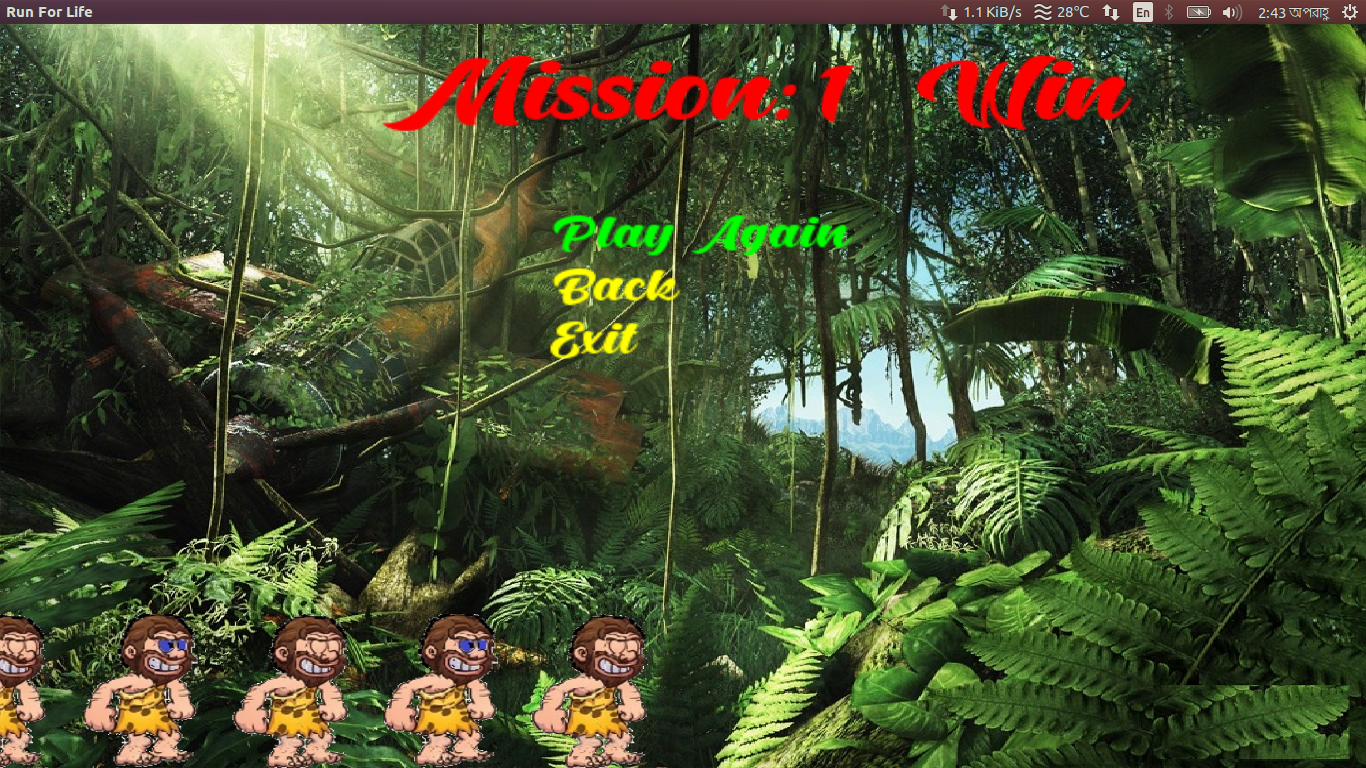 Run For Life 1.1 KiB/s 28°C En 2:43 অপরাহ্ণ
Mission: 1 Win
Play Again
Back
Exit